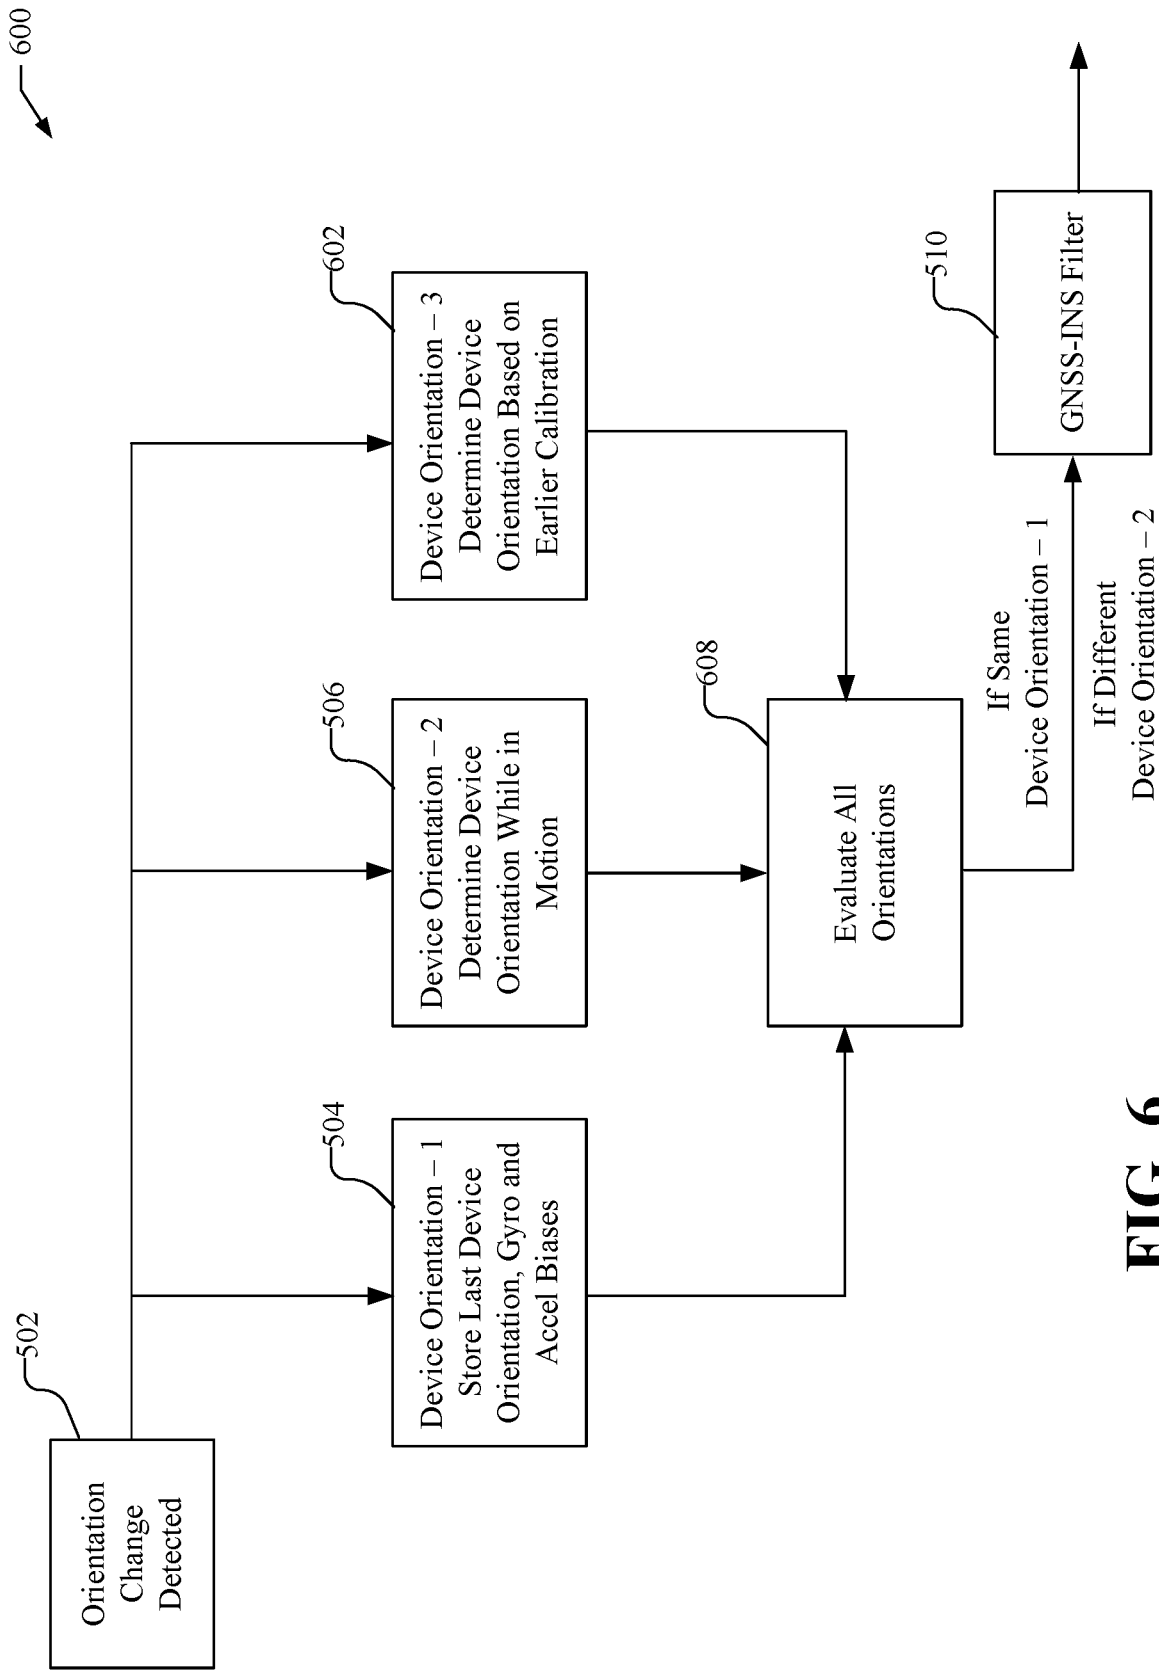 600
502
Orientation
Change
Detected
504
Device Orientation – 1
Store Last Device
Orientation, Gyro and
Accel Biases
506
Device Orientation – 2
Determine Device
Orientation While in
Motion
602
Device Orientation – 3
Determine Device
Orientation Based on
Earlier Calibration
608
Evaluate All
Orientations
If Same
Device Orientation – 1
If Different
Device Orientation – 2
510
GNSS-INS Filter
FIG. 6